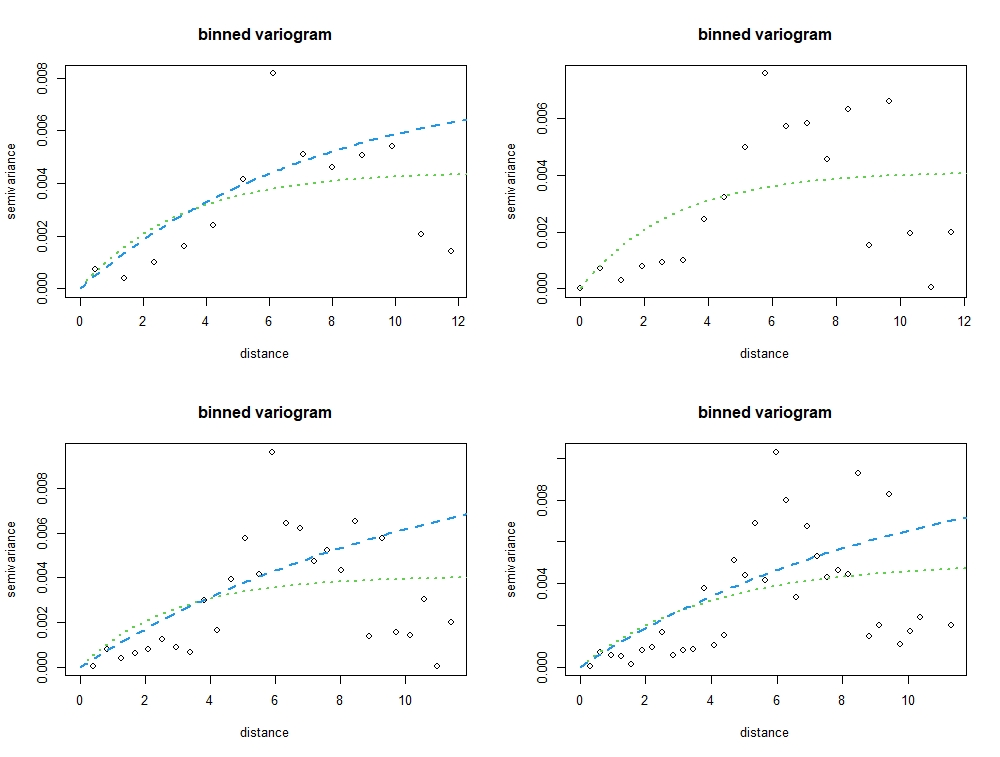 binned variogram
semivariance
0.000 0.002 0.004 0.006 0.008
0 2 4 6 8 10 12
distance
binned variogram
semivariance
0.000 0.002 0.004 0.006
0 2 4 6 8 10 12
distance
binned variogram
semivariance
0.000 0.002 0.004 0.006 0.008
0 2 4 6 8 10
distance
binned variogram
semivariance
0.000 0.004 0.008
0 2 4 6 8 10
distance